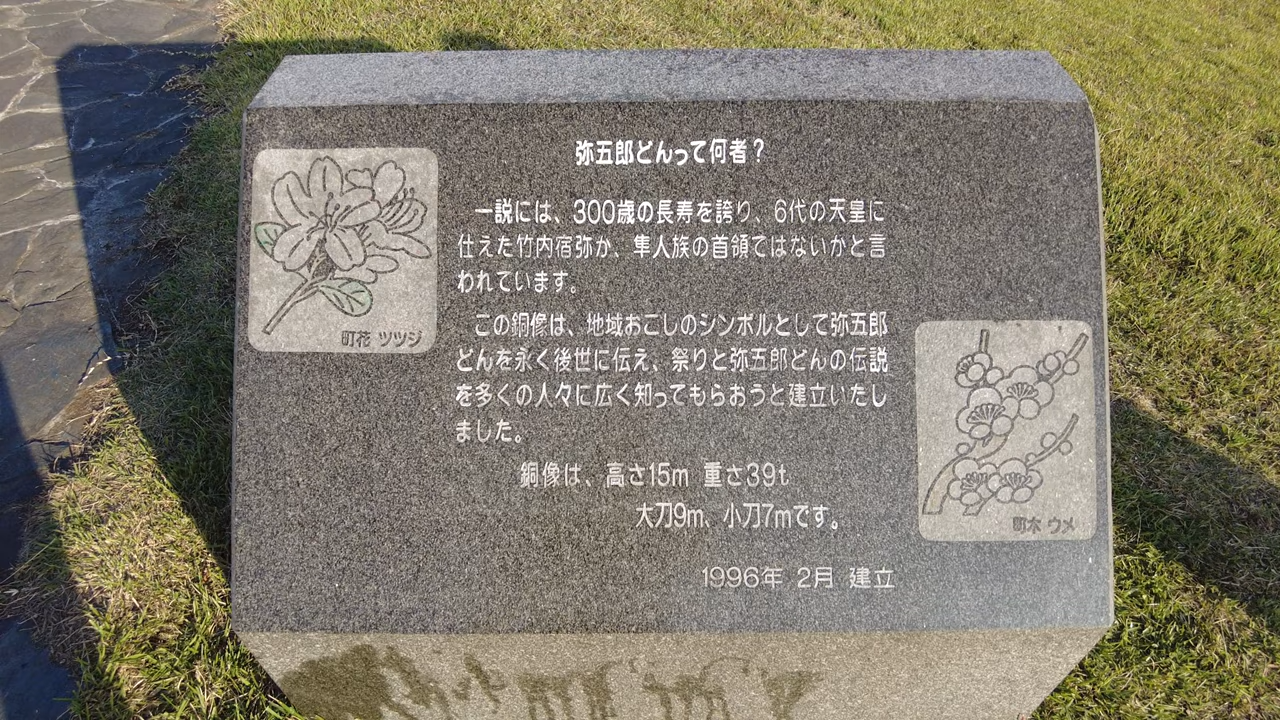 弥五郎どんって何者？
一説には、300歳の長寿を誇り、6代の天皇に
仕えた竹内宿弥か、隼人族の首領ではないかと言
われています。
この銅像は、地域おこしのシンボルとして弥五郎
どんを永く後世に伝え、祭りと弥五郎どんの伝説
を多くの人々に広く知ってもらおうと建立いたし
ました。
銅像は、高さ15m 重さ39t
大刀9m、小刀7mです。
1996年 2月 建立
町花 ツツジ
町木 ウメ